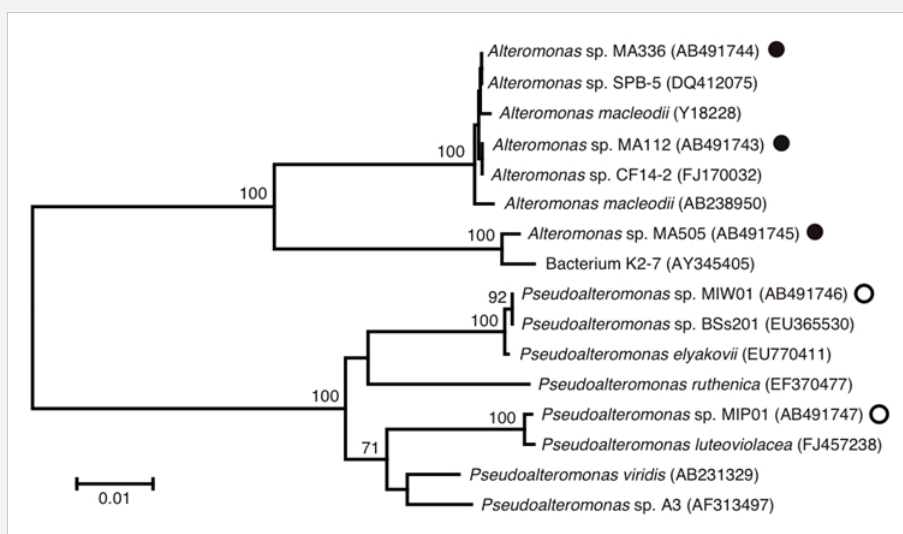 Alteromonas sp. MA336 (AB491744)
Alteromonas sp. SPB-5 (DQ412075)
Alteromonas macleodii (Y18228)
Alteromonas sp. MA112 (AB491743)
100
Alteromonas sp. CF14-2 (FJ170032)
100
Alteromonas macleodii (AB238950)
100
Alteromonas sp. MA505 (AB491745)
Bacterium K2-7 (AY345405)
92
Pseudoalteromonas sp. MIW01 (AB491746)
100
Pseudoalteromonas sp. BSs201 (EU365530)
Pseudoalteromonas elyakovii (EU770411)
Pseudoalteromonas ruthenica (EF370477)
100
100
Pseudoalteromonas sp. MIP01 (AB491747)
71
Pseudoalteromonas luteoviolacea (FJ457238)
Pseudoalteromonas viridis (AB231329)
0.01
Pseudoalteromonas sp. A3 (AF313497)